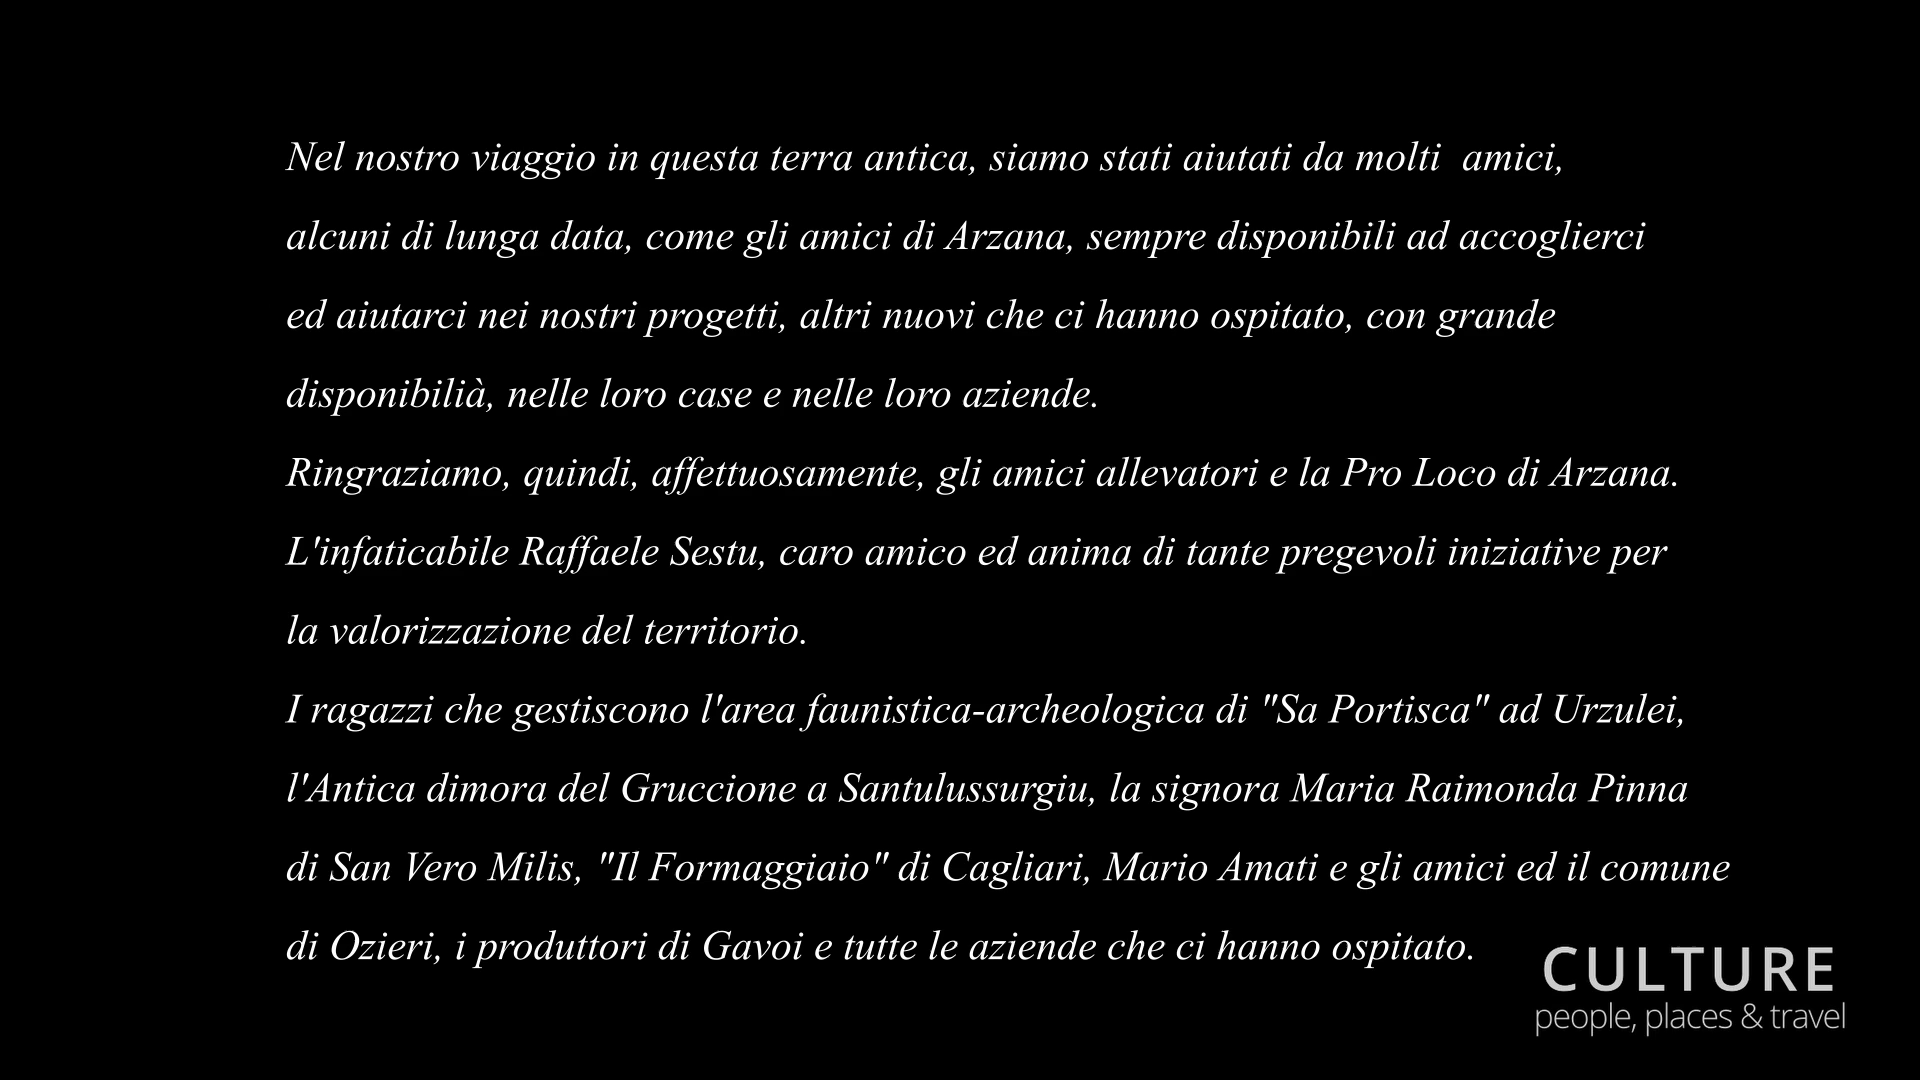 Nel nostro viaggio in questa terra antica, siamo stati aiutati da molti  amici,
alcuni di lunga data, come gli amici di Arzana, sempre disponibili ad accoglierci
ed aiutarci nei nostri progetti, altri nuovi che ci hanno ospitato, con grande
disponibilià, nelle loro case e nelle loro aziende.
Ringraziamo, quindi, affettuosamente, gli amici allevatori e la Pro Loco di Arzana.
L'infaticabile Raffaele Sestu, caro amico ed anima di tante pregevoli iniziative per
la valorizzazione del territorio.
I ragazzi che gestiscono l'area faunistica-archeologica di "Sa Portisca" ad Urzulei,
l'Antica dimora del Gruccione a Santulussurgiu, la signora Maria Raimonda Pinna
di San Vero Milis, "Il Formaggiaio" di Cagliari, Mario Amati e gli amici ed il comune
di Ozieri, i produttori di Gavoi e tutte le aziende che ci hanno ospitato.
CULTURE
people, places & travel